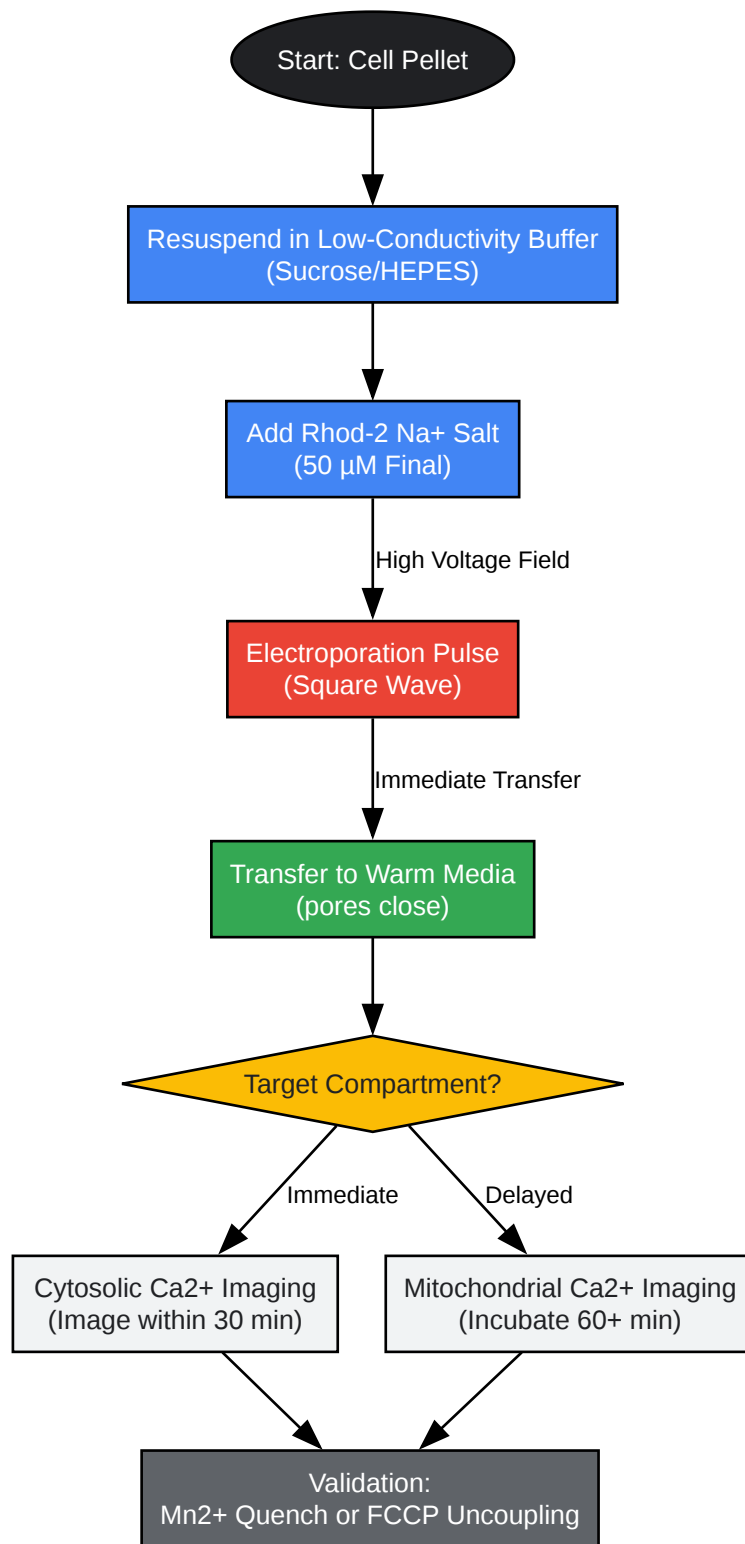 Start: Cell Pellet
Resuspend in Low-Conductivity Buffer
(Sucrose/HEPES)
Add Rhod-2 Na+ Salt
(50 µM Final)
High Voltage Field
Electroporation Pulse
(Square Wave)
Immediate Transfer
Transfer to Warm Media
(pores close)
Target Compartment?
Immediate
Delayed
Cytosolic Ca2+ Imaging
(Image within 30 min)
Mitochondrial Ca2+ Imaging
(Incubate 60+ min)
Validation:
Mn2+ Quench or FCCP Uncoupling